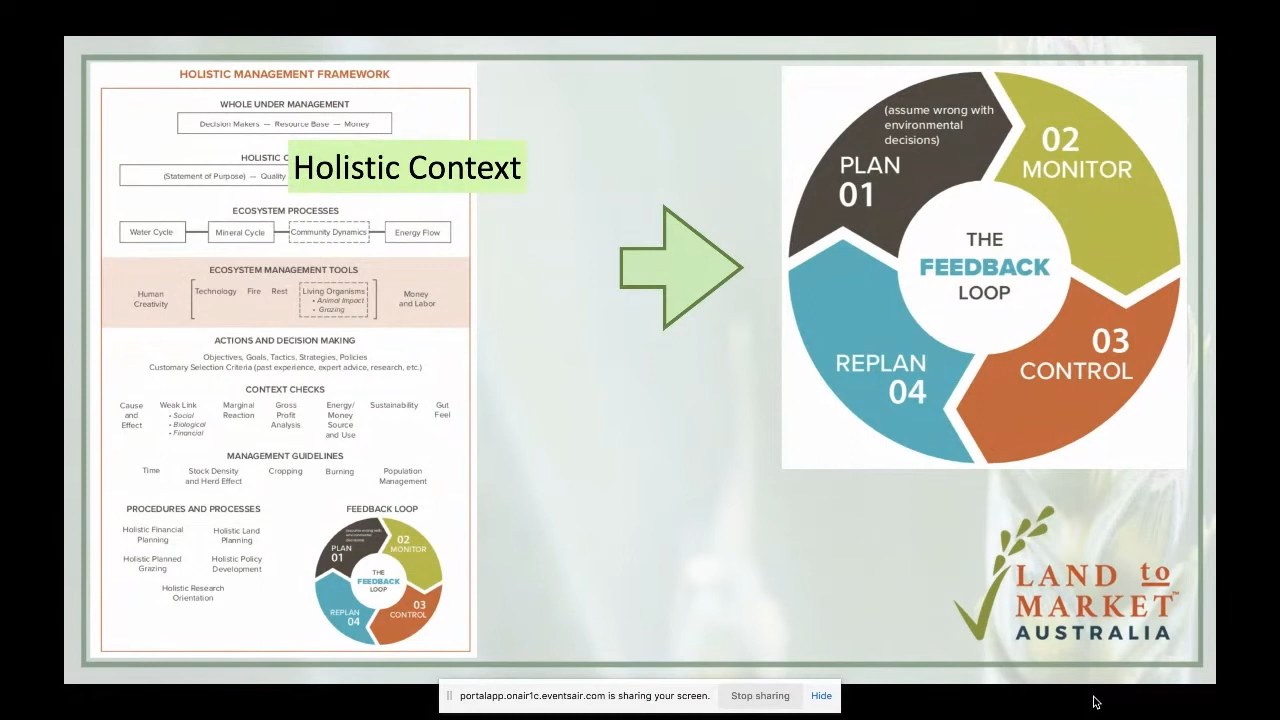 HOLISTIC MANAGEMENT FRAMEWORK
WHOLE UNDER MANAGEMENT
Decision Makers — Resource Base — Money
HOLISTIC C
Holistic Context
(Statement of Purpose) — Quality
ECOSYSTEM PROCESSES
Water Cycle
Mineral Cycle
Community Dynamics
Energy Flow
ECOSYSTEM MANAGEMENT TOOLS
Human
Creativity
Technology Fire Rest
Living Organisms
• Animal Impact
• Grazing
Money
and Labor
ACTIONS AND DECISION MAKING
Objectives, Goals, Tactics, Strategies, Policies
Customary Selection Criteria (past experience, expert advice, research, etc.)
CONTEXT CHECKS
Cause
and
Effect
Weak Link
• Social
• Biological
• Financial
Marginal
Reaction
Gross
Profit
Analysis
Energy/
Money
Source
and Use
Sustainability
Gut
Feel
MANAGEMENT GUIDELINES
Time
Stock Density
and Herd Effect
Cropping
Burning
Population
Management
PROCEDURES AND PROCESSES
Holistic Financial
Planning
Holistic Land
Planning
Holistic Planned
Grazing
Holistic Policy
Development
Holistic Research
Orientation
FEEDBACK LOOP
PLAN
01
02
MONITOR
THE
FEEDBACK
LOOP
REPLAN
04
03
CONTROL
(assume wrong with
environmental
decisions)
PLAN
01
02
MONITOR
THE
FEEDBACK
LOOP
REPLAN
04
03
CONTROL
LAND to
MARKET™
AUSTRALIA
portalapp.onair1c.eventsair.com is sharing your screen.
Stop sharing
Hide